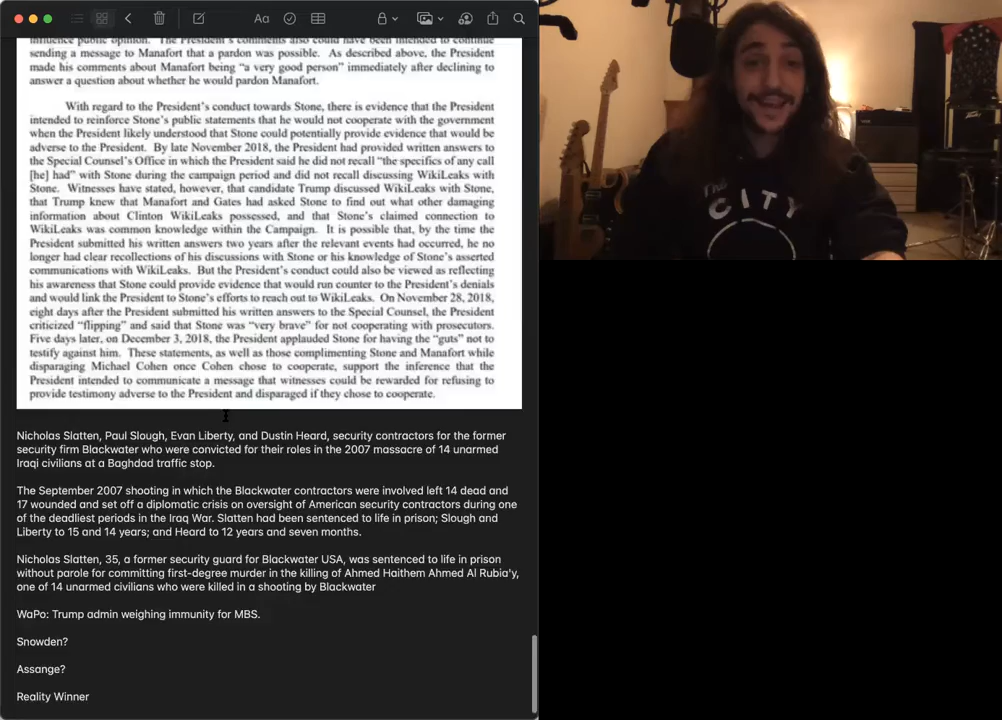 influence public opinion. The President's comments also could have been intended to continue
sending a message to Manafort that a pardon was possible. As described above, the President
made his comments about Manafort being "a very good person" immediately after declining to
answer a question about whether he would pardon Manafort.
With regard to the President's conduct towards Stone, there is evidence that the President
intended to reinforce Stone's public statements that he would not cooperate with the government
when the President likely understood that Stone could potentially provide evidence that would be
adverse to the President. By late November 2018, the President had provided written answers to
the Special Counsel's Office in which the President said he did not recall "the specifics of any call
[he] had" with Stone during the campaign period and did not recall discussing WikiLeaks with
Stone. Witnesses have stated, however, that candidate Trump discussed WikiLeaks with Stone,
that Trump knew that Manafort and Gates had asked Stone to find out what other damaging
information about Clinton WikiLeaks possessed, and that Stone's claimed connection to
WikiLeaks was common knowledge within the Campaign. It is possible that, by the time the
President submitted his written answers two years after the relevant events had occurred, he no
longer had clear recollections of his discussions with Stone or his knowledge of Stone's asserted
communications with WikiLeaks. But the President's conduct could also be viewed as reflecting
his awareness that Stone could provide evidence that would run counter to the President's denials
and would link the President to Stone's efforts to reach out to WikiLeaks. On November 28, 2018,
eight days after the President submitted his written answers to the Special Counsel, the President
criticized "flipping" and said that Stone was "very brave" for not cooperating with prosecutors.
Five days later, on December 3, 2018, the President applauded Stone for having the "guts" not to
testify against him. These statements, as well as those complimenting Stone and Manafort while
disparaging Michael Cohen once Cohen chose to cooperate, support the inference that the
President intended to communicate a message that witnesses could be rewarded for refusing to
provide testimony adverse to the President and disparaged if they chose to cooperate.
Nicholas Slatten, Paul Slough, Evan Liberty, and Dustin Heard, security contractors for the former
security firm Blackwater who were convicted for their roles in the 2007 massacre of 14 unarmed
Iraqi civilians at a Baghdad traffic stop.
The September 2007 shooting in which the Blackwater contractors were involved left 14 dead and
17 wounded and set off a diplomatic crisis on oversight of American security contractors during one
of the deadliest periods in the Iraq War. Slatten had been sentenced to life in prison; Slough and
Liberty to 15 and 14 years; and Heard to 12 years and seven months.
Nicholas Slatten, 35, a former security guard for Blackwater USA, was sentenced to life in prison
without parole for committing first-degree murder in the killing of Ahmed Haithem Ahmed Al Rubia'y,
one of 14 unarmed civilians who were killed in a shooting by Blackwater
WaPo: Trump admin weighing immunity for MBS.
Snowden?
Assange?
Reality Winner
Aa
CITY